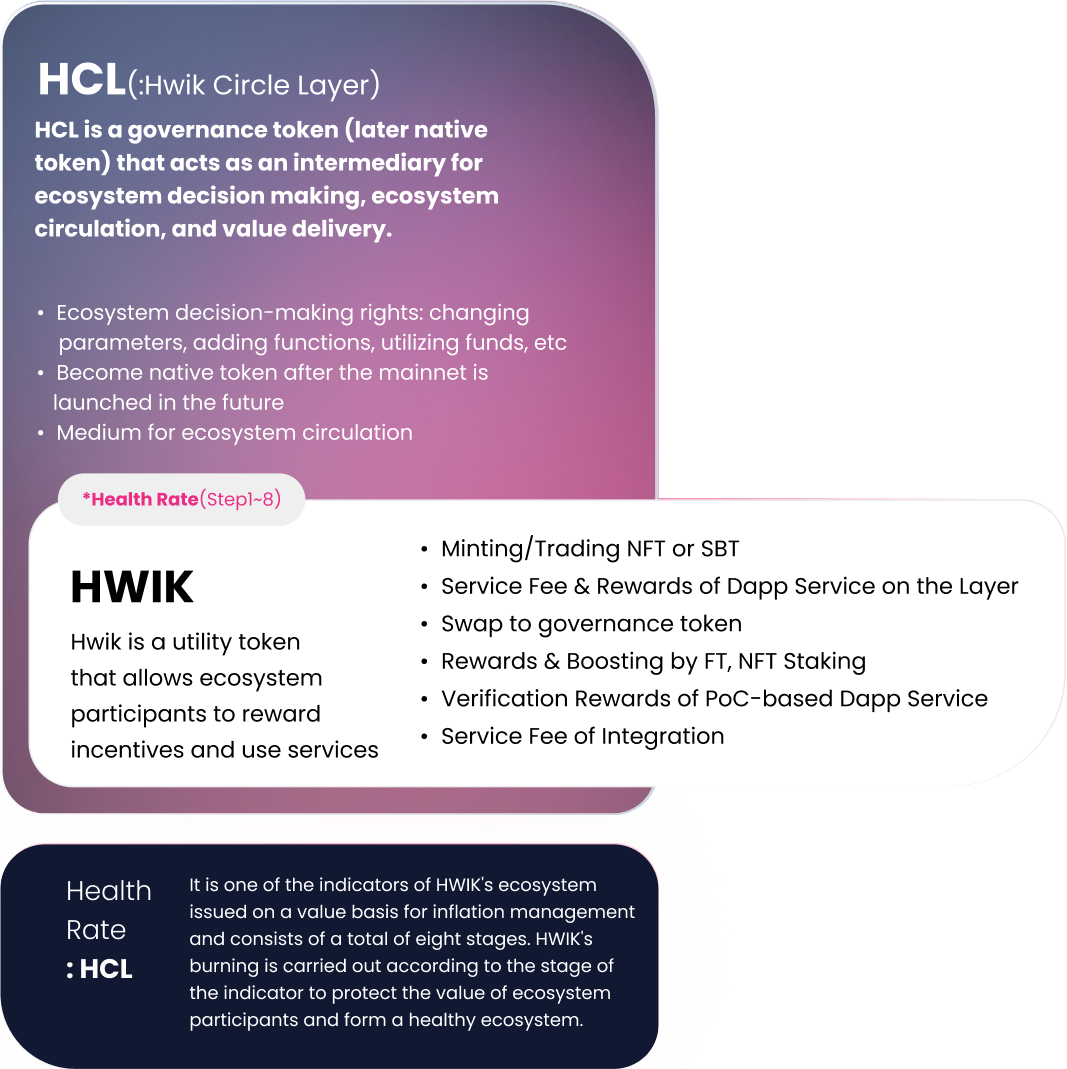 HCL(:Hwik Circle Layer)
HCL is a governance token (later native
token) that acts as an intermediary for
ecosystem decision making, ecosystem
circulation, and value delivery.
• Ecosystem decision-making rights: changing
parameters, adding functions, utilizing funds, etc
• Become native token after the mainnet is
launched in the future
• Medium for ecosystem circulation
*Health Rate(Step1~8)
HWIK
Hwik is a utility token
that allows ecosystem
participants to reward
incentives and use services
• Minting/Trading NFT or SBT
• Service Fee & Rewards of Dapp Service on the Layer
• Swap to governance token
• Rewards & Boosting by FT, NFT Staking
• Verification Rewards of PoC-based Dapp Service
• Service Fee of Integration
Health
Rate
: HCL
It is one of the indicators of HWIK's ecosystem
issued on a value basis for inflation management
and consists of a total of eight stages. HWIK's
burning is carried out according to the stage of
the indicator to protect the value of ecosystem
participants and form a healthy ecosystem.